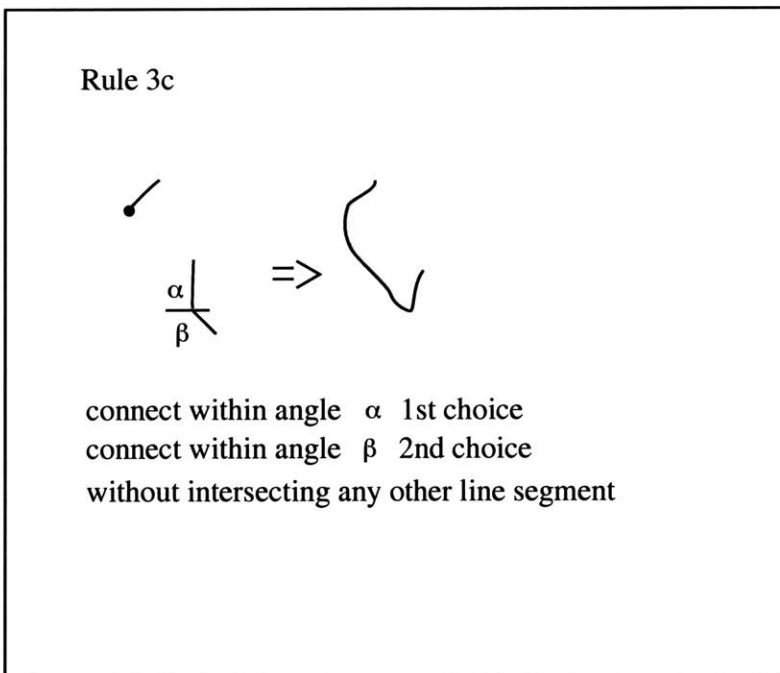 Rule 3c
α
β
=>
connect within angle α 1st choice
connect within angle β 2nd choice
without intersecting any other line segment